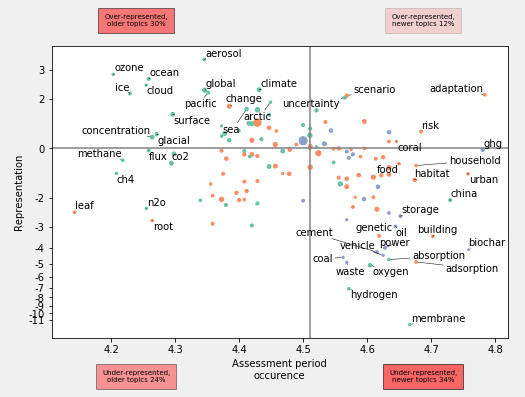 Over-represented,
older topics 30%
Over-represented,
newer topics 12%
aerosol
ozone
ocean
ice
cloud
global
climate
scenario
adaptation
pacific
change
uncertainty
surface
arctic
concentration
sea
risk
glacial
coral
ghg
methane
flux
co2
household
food
habitat
urban
ch4
china
leaf
n2o
storage
root
cement
genetic
oil
building
vehicle
power
biochar
coal
absorption
waste
oxygen
adsorption
hydrogen
membrane
3
2
0
-2
-3
-4
-5
-6
-7
-8
-9
-10
-11
Representation
4.2
4.3
4.4
4.5
4.6
4.7
4.8
Assessment period
occurence
Under-represented,
older topics 24%
Under-represented,
newer topics 34%